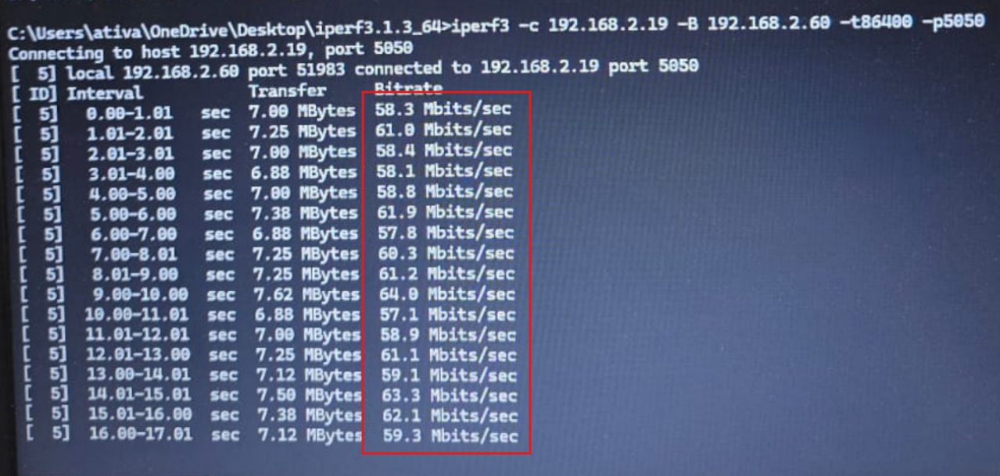 C:\Users\ativa\OneDrive\Desktop\iperf3.1.3_64>iperf3 -c 192.168.2.19 -B 192.168.2.60 -t86400 -p5050
Connecting to host 192.168.2.19, port 5050
[  5] local 192.168.2.60 port 51983 connected to 192.168.2.19 port 5050
[ ID] Interval           Transfer     Bitrate
[  5]   0.00-1.01   sec  7.00 MBytes  58.3 Mbits/sec
[  5]   1.01-2.01   sec  7.25 MBytes  61.0 Mbits/sec
[  5]   2.01-3.01   sec  7.00 MBytes  58.4 Mbits/sec
[  5]   3.01-4.00   sec  6.88 MBytes  58.1 Mbits/sec
[  5]   4.00-5.00   sec  7.00 MBytes  58.8 Mbits/sec
[  5]   5.00-6.00   sec  7.38 MBytes  61.9 Mbits/sec
[  5]   6.00-7.00   sec  6.88 MBytes  57.8 Mbits/sec
[  5]   7.00-8.01   sec  7.25 MBytes  60.3 Mbits/sec
[  5]   8.01-9.00   sec  7.25 MBytes  61.2 Mbits/sec
[  5]   9.00-10.00  sec  7.62 MBytes  64.0 Mbits/sec
[  5]  10.00-11.01  sec  6.88 MBytes  57.1 Mbits/sec
[  5]  11.01-12.01  sec  7.00 MBytes  58.9 Mbits/sec
[  5]  12.01-13.00  sec  7.25 MBytes  61.1 Mbits/sec
[  5]  13.00-14.01  sec  7.12 MBytes  59.1 Mbits/sec
[  5]  14.01-15.01  sec  7.50 MBytes  63.3 Mbits/sec
[  5]  15.01-16.00  sec  7.38 MBytes  62.1 Mbits/sec
[  5]  16.00-17.01  sec  7.12 MBytes  59.3 Mbits/sec